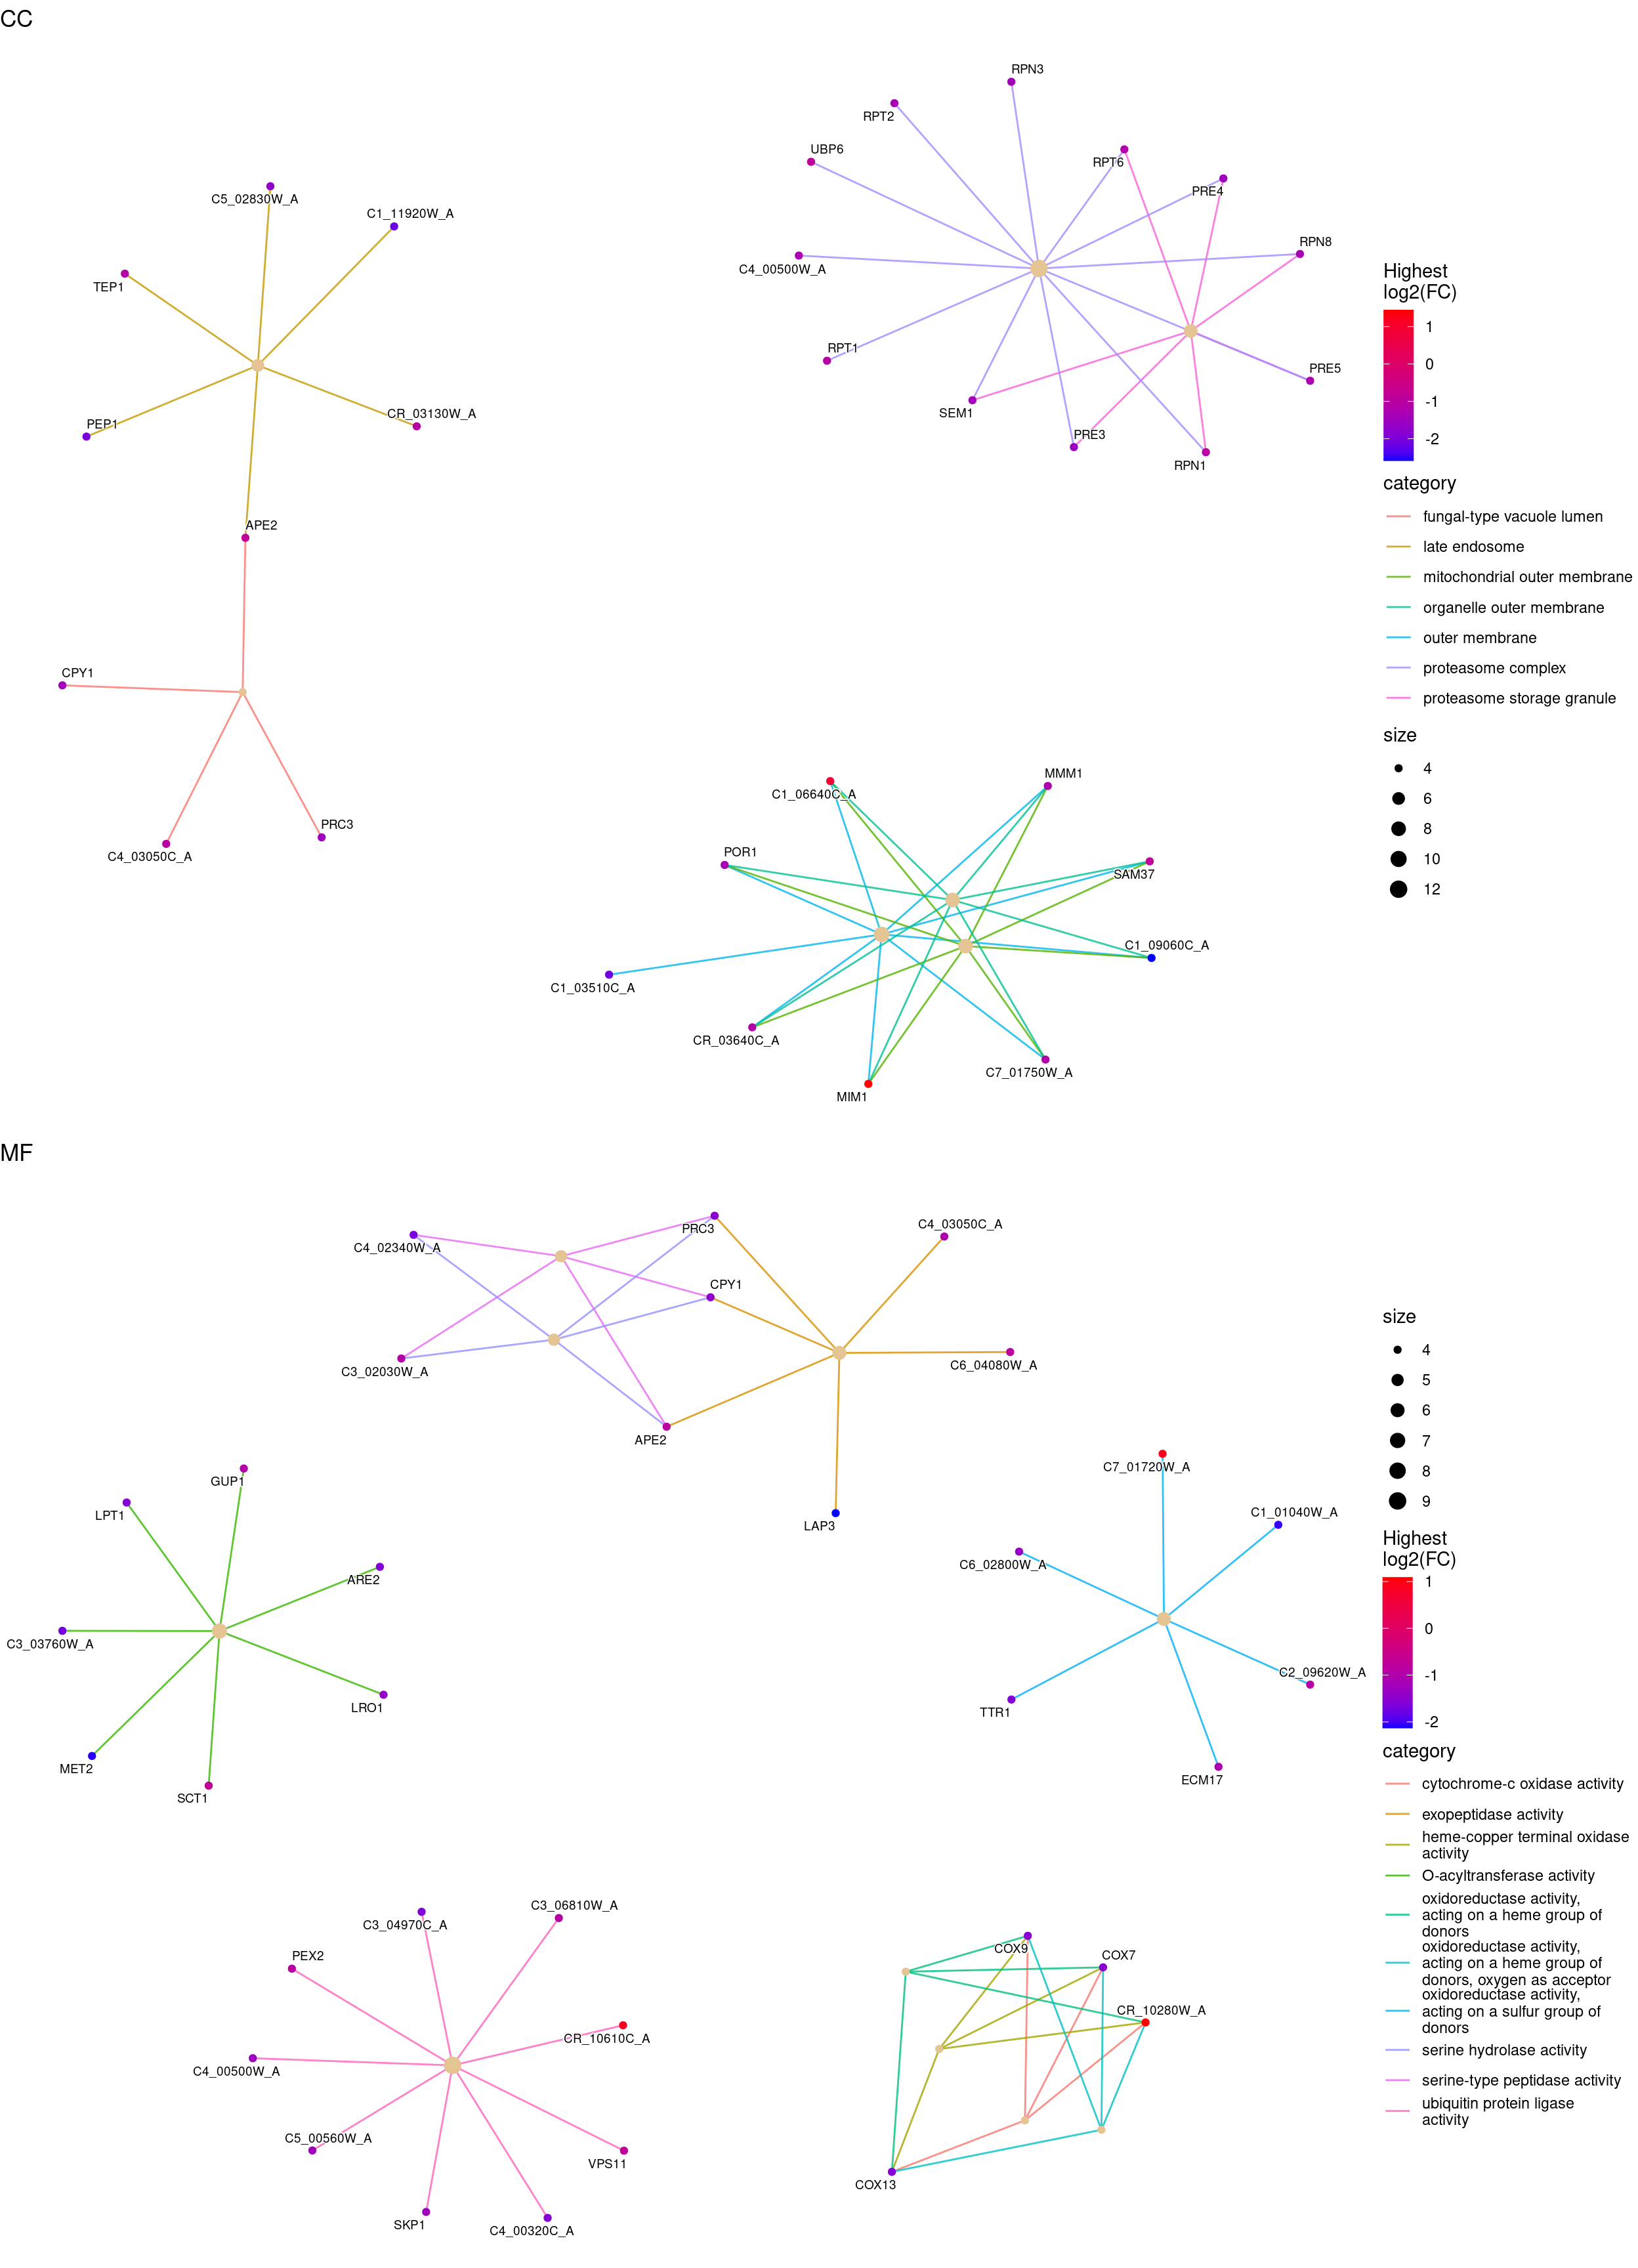 CC
RPN3
RPT2
UBP6
RPT6
PRE4
C5_02830W_A
C1_11920W_A
RPN8
C4_00500W_A
TEP1
RPT1
PRE5
SEM1
PEP1
CR_03130W_A
PRE3
RPN1
APE2
CPY1
PRC3
C4_03050C_A
C1_06640C_A
MMM1
POR1
SAM37
C1_09060C_A
C1_03510C_A
CR_03640C_A
C7_01750W_A
MIM1
Highest
log2(FC)
1
0
-1
-2
category
fungal-type vacuole lumen
late endosome
mitochondrial outer membrane
organelle outer membrane
outer membrane
proteasome complex
proteasome storage granule
size
4
6
8
10
12
MF
PRC3
C4_03050C_A
C4_02340W_A
CPY1
C6_04080W_A
C3_02030W_A
APE2
LAP3
GUP1
LPT1
ARE2
C3_03760W_A
LRO1
MET2
SCT1
C7_01720W_A
C1_01040W_A
C6_02800W_A
C2_09620W_A
TTR1
ECM17
C3_06810W_A
C3_04970C_A
PEX2
CR_10610C_A
C4_00500W_A
C5_00560W_A
VPS11
SKP1
C4_00320C_A
COX9
COX7
CR_10280W_A
COX13
size
4
5
6
7
8
9
Highest
log2(FC)
1
0
-1
-2
category
cytochrome-c oxidase activity
exopeptidase activity
heme-copper terminal oxidase
activity
O-acyltransferase activity
oxidoreductase activity,
acting on a heme group of
donors
oxidoreductase activity,
acting on a heme group of
donors, oxygen as acceptor
oxidoreductase activity,
acting on a sulfur group of
donors
serine hydrolase activity
serine-type peptidase activity
ubiquitin protein ligase
activity